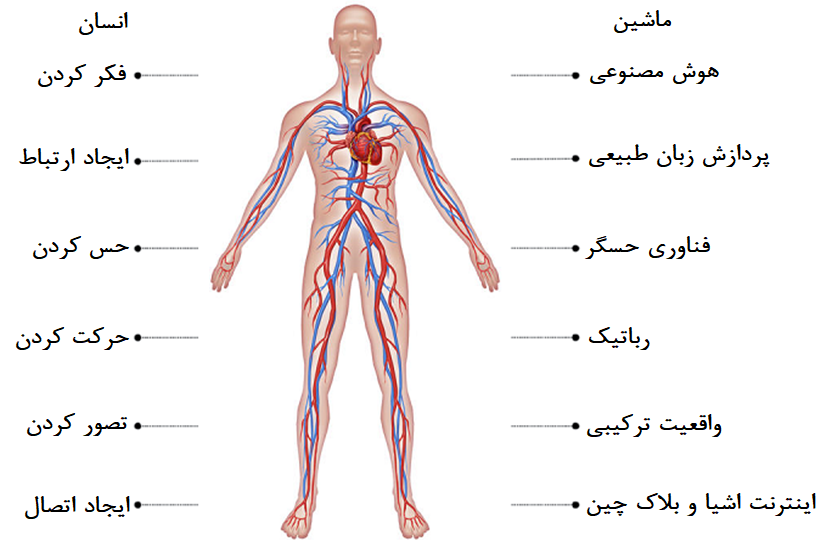 ماشین
انسان
هوش مصنوعی
فکر کردن
پردازش زبان طبیعی
ایجاد ارتباط
فناوری حسگر
حس کردن
رباتیک
حرکت کردن
واقعیت ترکیبی
تصور کردن
اینترنت اشیا و بلاک چین
ایجاد اتصال